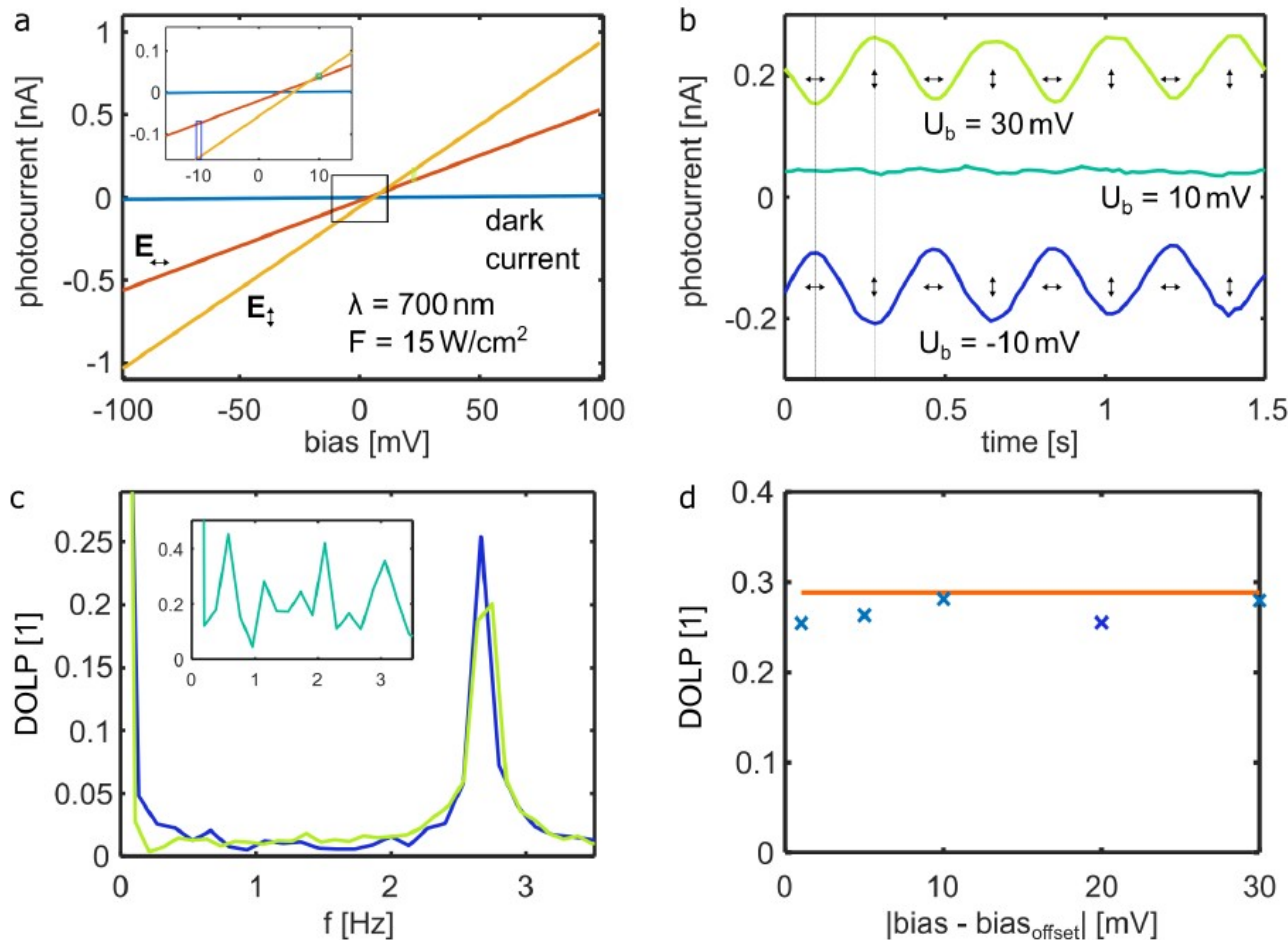 a
photocurrent [nA]
1
0.5
0
-0.5
-1
0.1
0
-0.1
-10
0
10
E↔
E↕
dark
current
λ = 700 nm
F = 15 W/cm²
-100
-50
0
50
100
bias [mV]
b
photocurrent [nA]
0.2
0
-0.2
U_b = 30 mV
U_b = 10 mV
U_b = -10 mV
0
0.5
1
1.5
time [s]
c
DOLP [1]
0.25
0.2
0.15
0.1
0.05
0
0.4
0.2
0
0
1
2
3
0
1
2
3
f [Hz]
d
DOLP [1]
0.4
0.3
0.2
0.1
0
0
10
20
30
|bias - bias_offset| [mV]